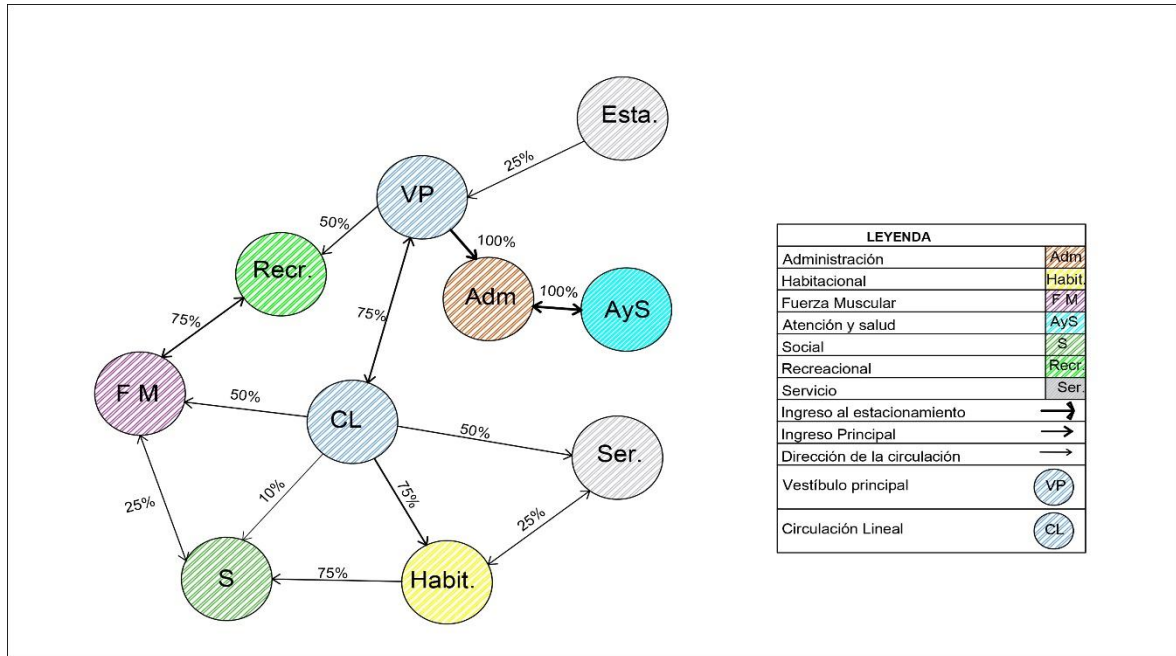 Esta.
25%
VP
50%
100%
Recr.
Adm
100%
AyS
75%
75%
F M
50%
CL
50%
Ser.
10%
75%
25%
25%
S
75%
Habit.
LEYENDA
Administración Adm
Habitacional Habit.
Fuerza Muscular F M
Atención y salud AyS
Social S
Recreacional Recr.
Servicio Ser.
Ingreso al estacionamiento
Ingreso Principal
Dirección de la circulación
Vestíbulo principal VP
Circulación Lineal CL